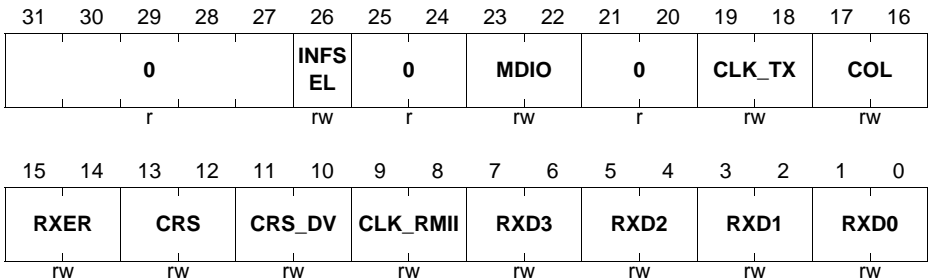 31 30 29 28 27 26 25 24 23 22 21 20 19 18 17 16
0 INFS EL 0 MDIO 0 CLK_TX COL
r rw r rw r rw rw
15 14 13 12 11 10 9 8 7 6 5 4 3 2 1 0
RXER CRS CRS_DV CLK_RMII RXD3 RXD2 RXD1 RXD0
rw rw rw rw rw rw rw rw